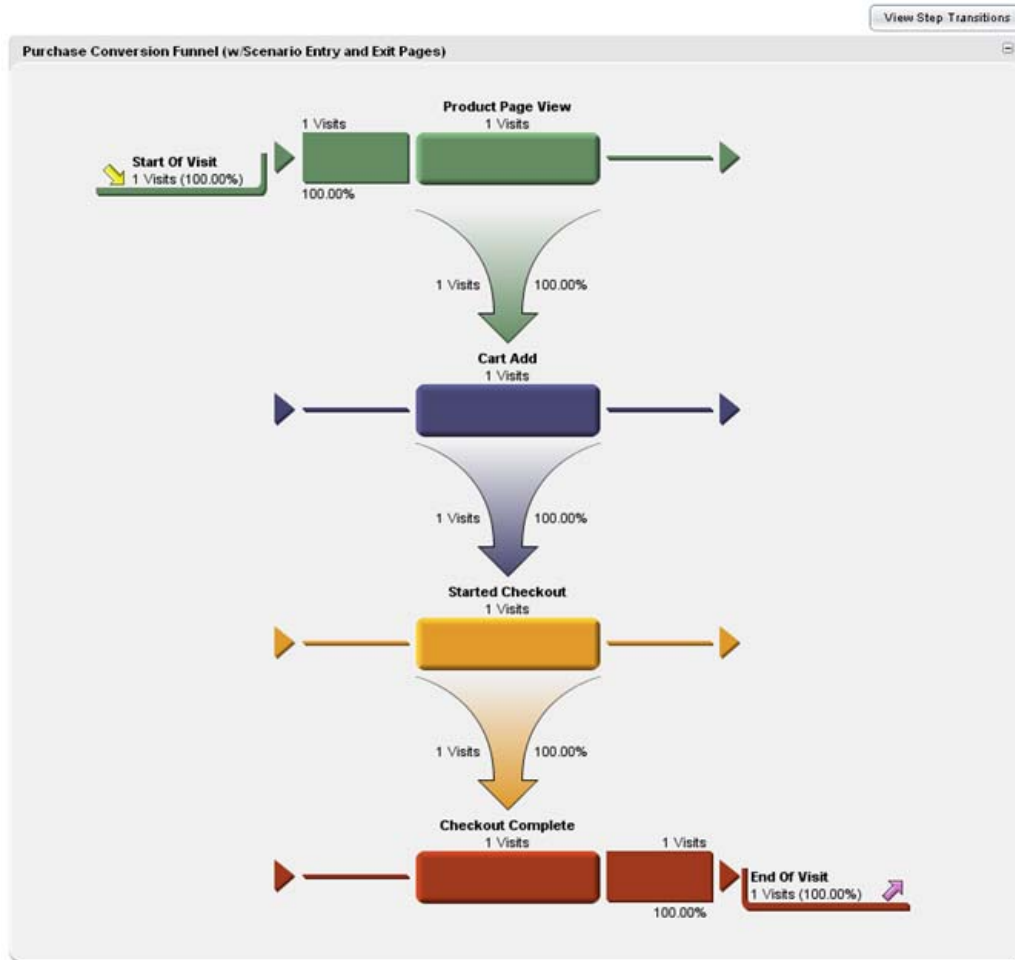 View Step Transitions
Purchase Conversion Funnel (w/Scenario Entry and Exit Pages)
Product Page View
1 Visits
1 Visits
Start Of Visit
1 Visits (100.00%)
100.00%
1 Visits
100.00%
Cart Add
1 Visits
1 Visits
100.00%
Started Checkout
1 Visits
1 Visits
100.00%
Checkout Complete
1 Visits
1 Visits
End Of Visit
1 Visits (100.00%)
100.00%